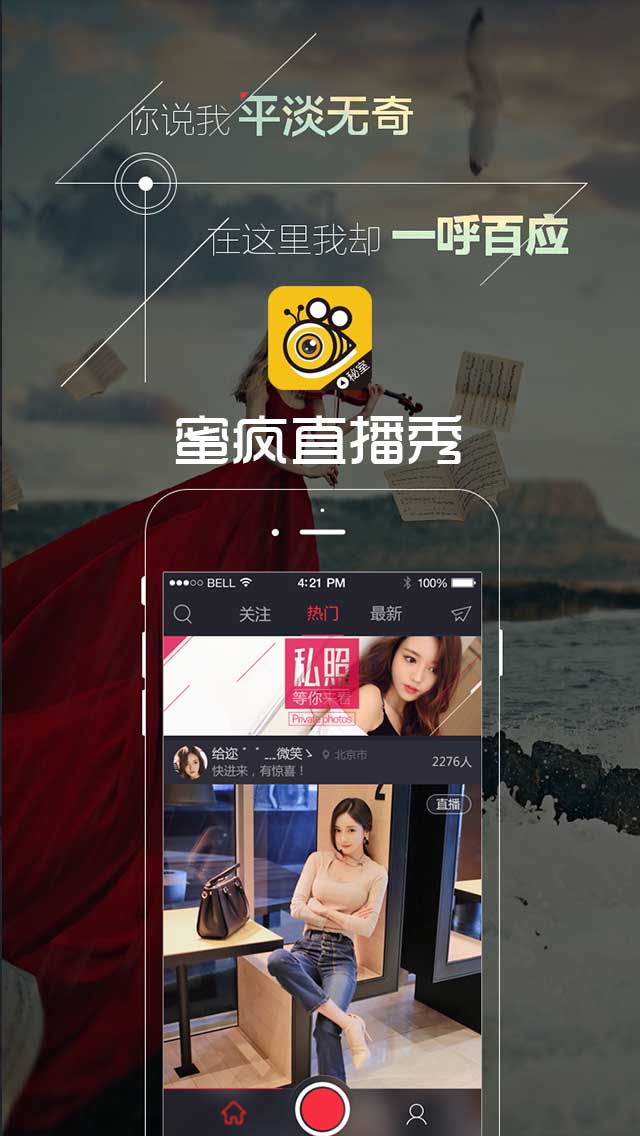 你说我 平淡无奇
在这里我却 一呼百应
秘室
蜜疯直播秀
BELL 4:21 PM 100%
关注 热门 最新
私照
等你来看
Private photos
给迩゛゛灬微笑ゝ 北京市
快进来，有惊喜！
2276人
直播
2